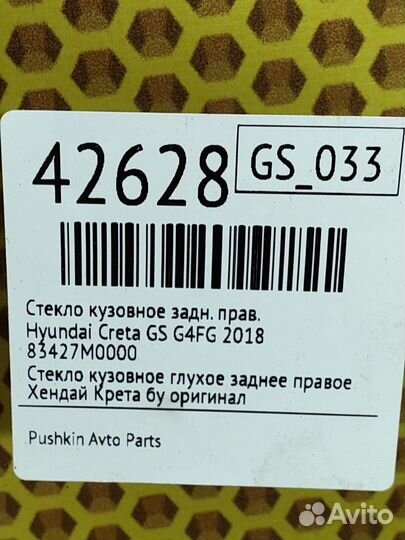 42628
GS_033
Стекло кузовное задн. прав.
Hyundai Creta GS G4FG 2018
83427M0000
Стекло кузовное глухое заднее правое
Хендай Крета бу оригинал
Pushkin Avto Parts
Avito